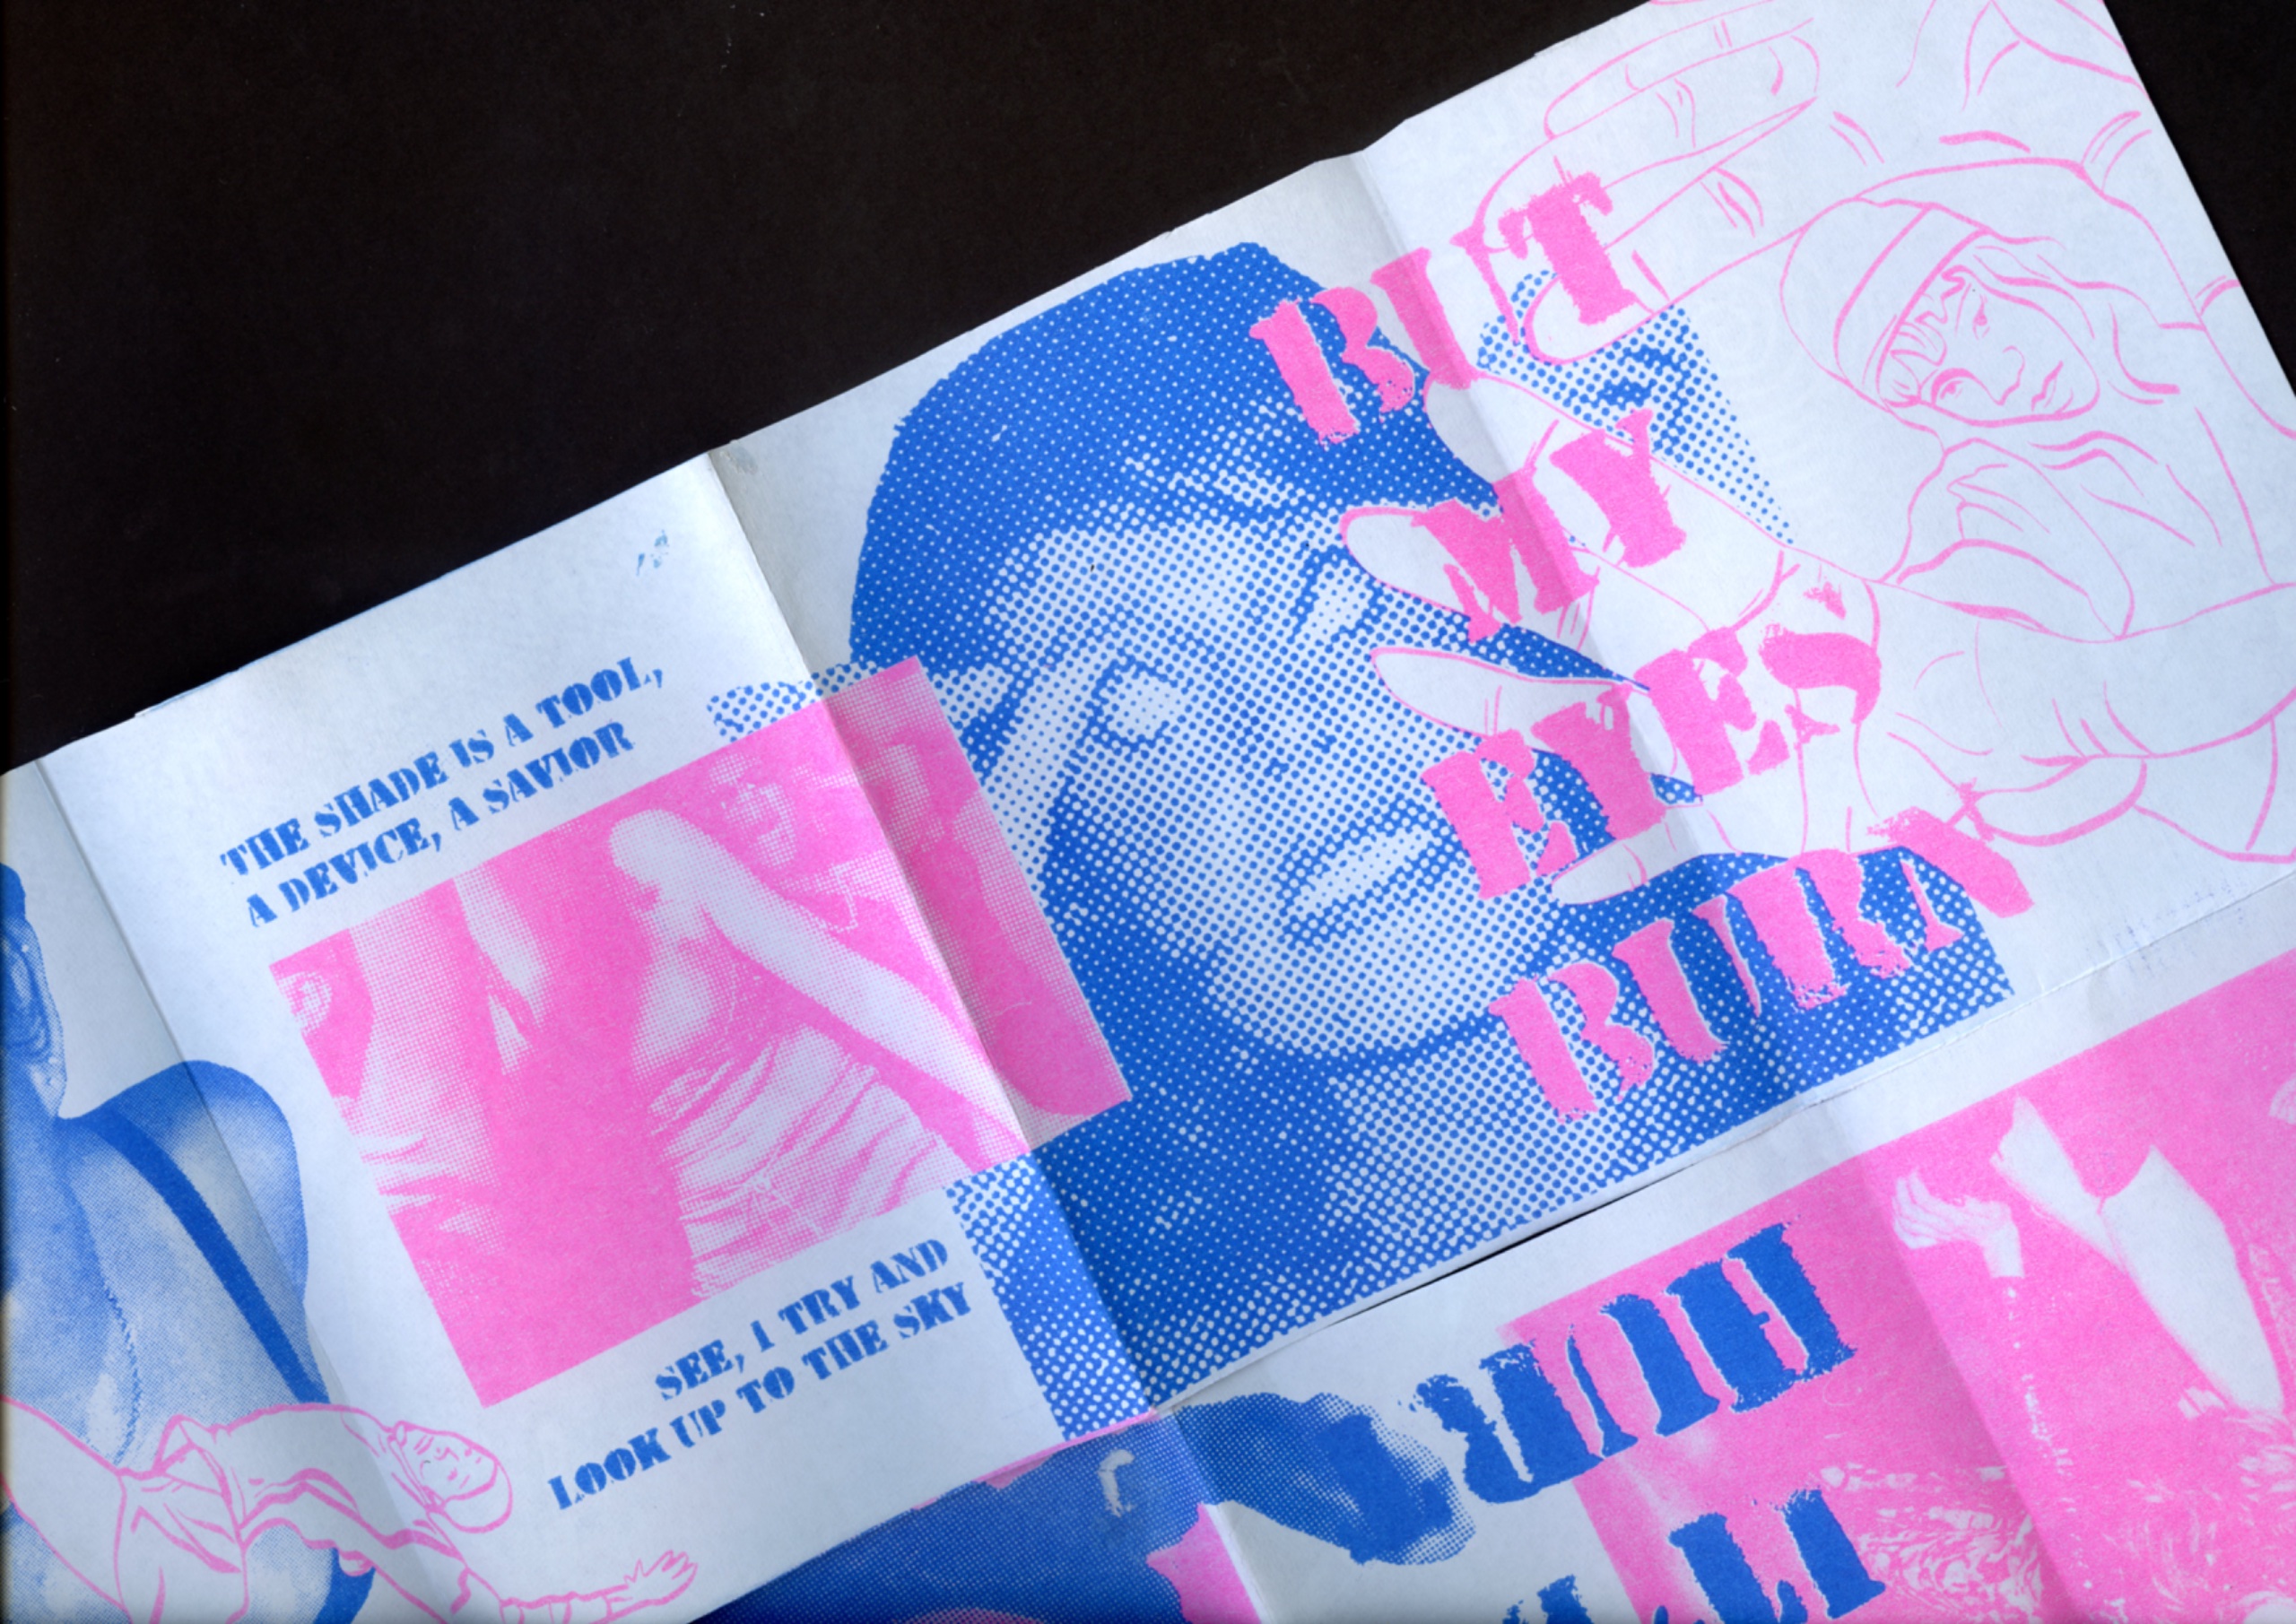 THE SHADE IS A TOOL,
A DEVICE, A SAVIOR
SEE, I TRY AND
LOOK UP TO THE SKY
BUT
MY
EYES
BURN